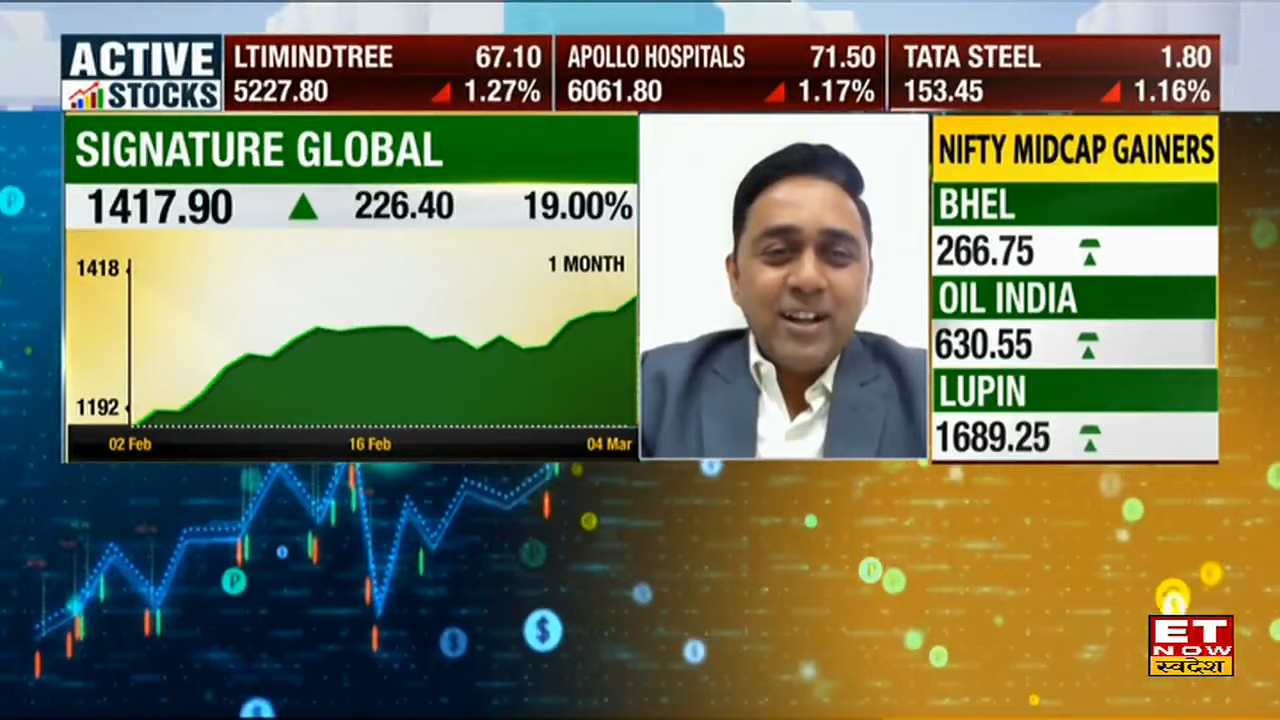 ACTIVE
STOCKS
LTIMINDTREE 67.10
5227.80 1.27%
APOLLO HOSPITALS 71.50
6061.80 1.17%
TATA STEEL 1.80
153.45 1.16%
SIGNATURE GLOBAL
1417.90 226.40 19.00%
1 MONTH
1418
1192
02 Feb 16 Feb 04 Mar
NIFTY MIDCAP GAINERS
BHEL
266.75
OIL INDIA
630.55
LUPIN
1689.25
ET
NOW
स्वदेश